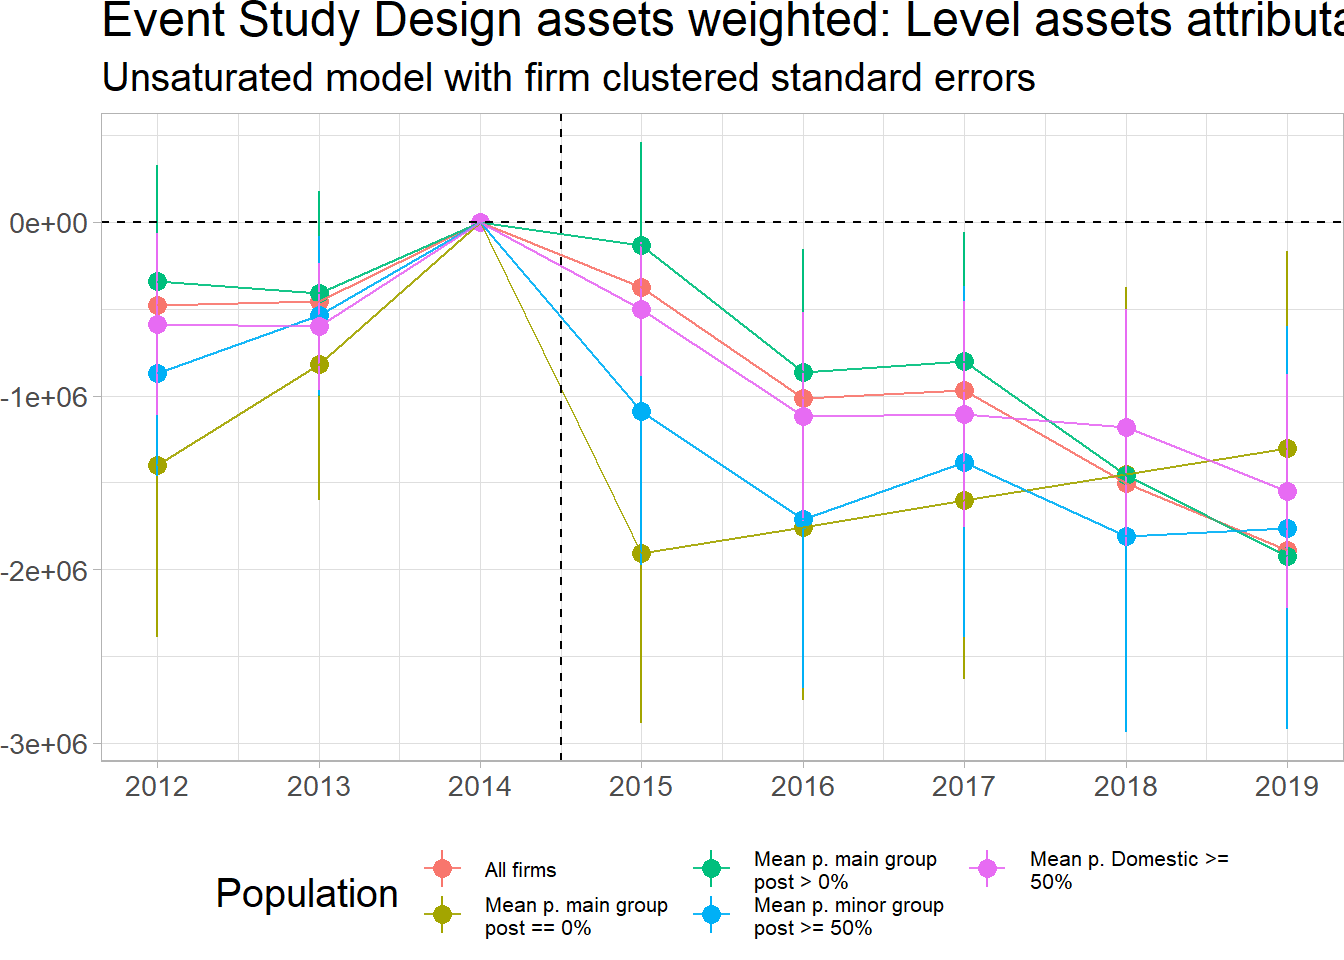 Event Study Design assets weighted: Level assets
Unsaturated model with firm clustered standard errors
0e+00
-1e+06
-2e+06
-3e+06
2012 2013 2014 2015 2016 2017 2018 2019
Population
All firms
Mean p. main group
post == 0%
Mean p. main group
post > 0%
Mean p. minor group
post >= 50%
Mean p. Domestic >=
50%